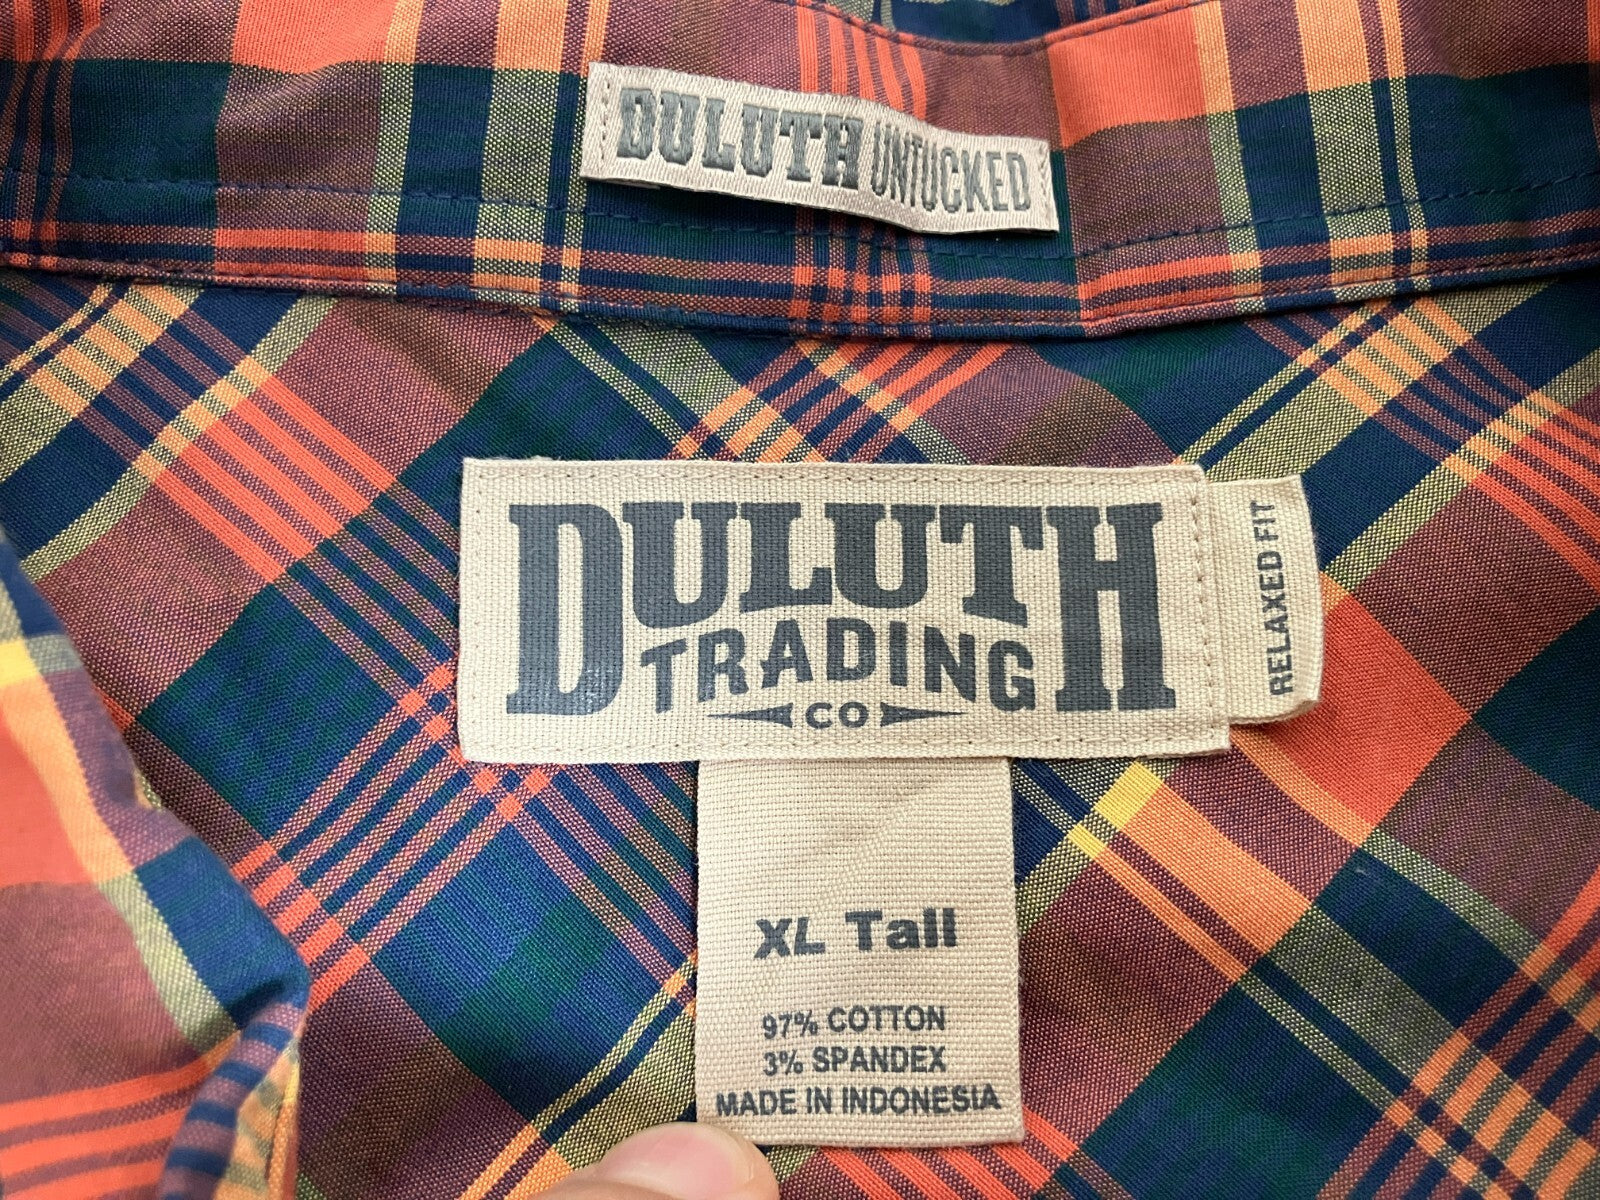 DULUTH UNTUCKED
DULUTH
TRADING
CO
RELAXED FIT
XL Tall
97% COTTON
3% SPANDEX
MADE IN INDONESIA